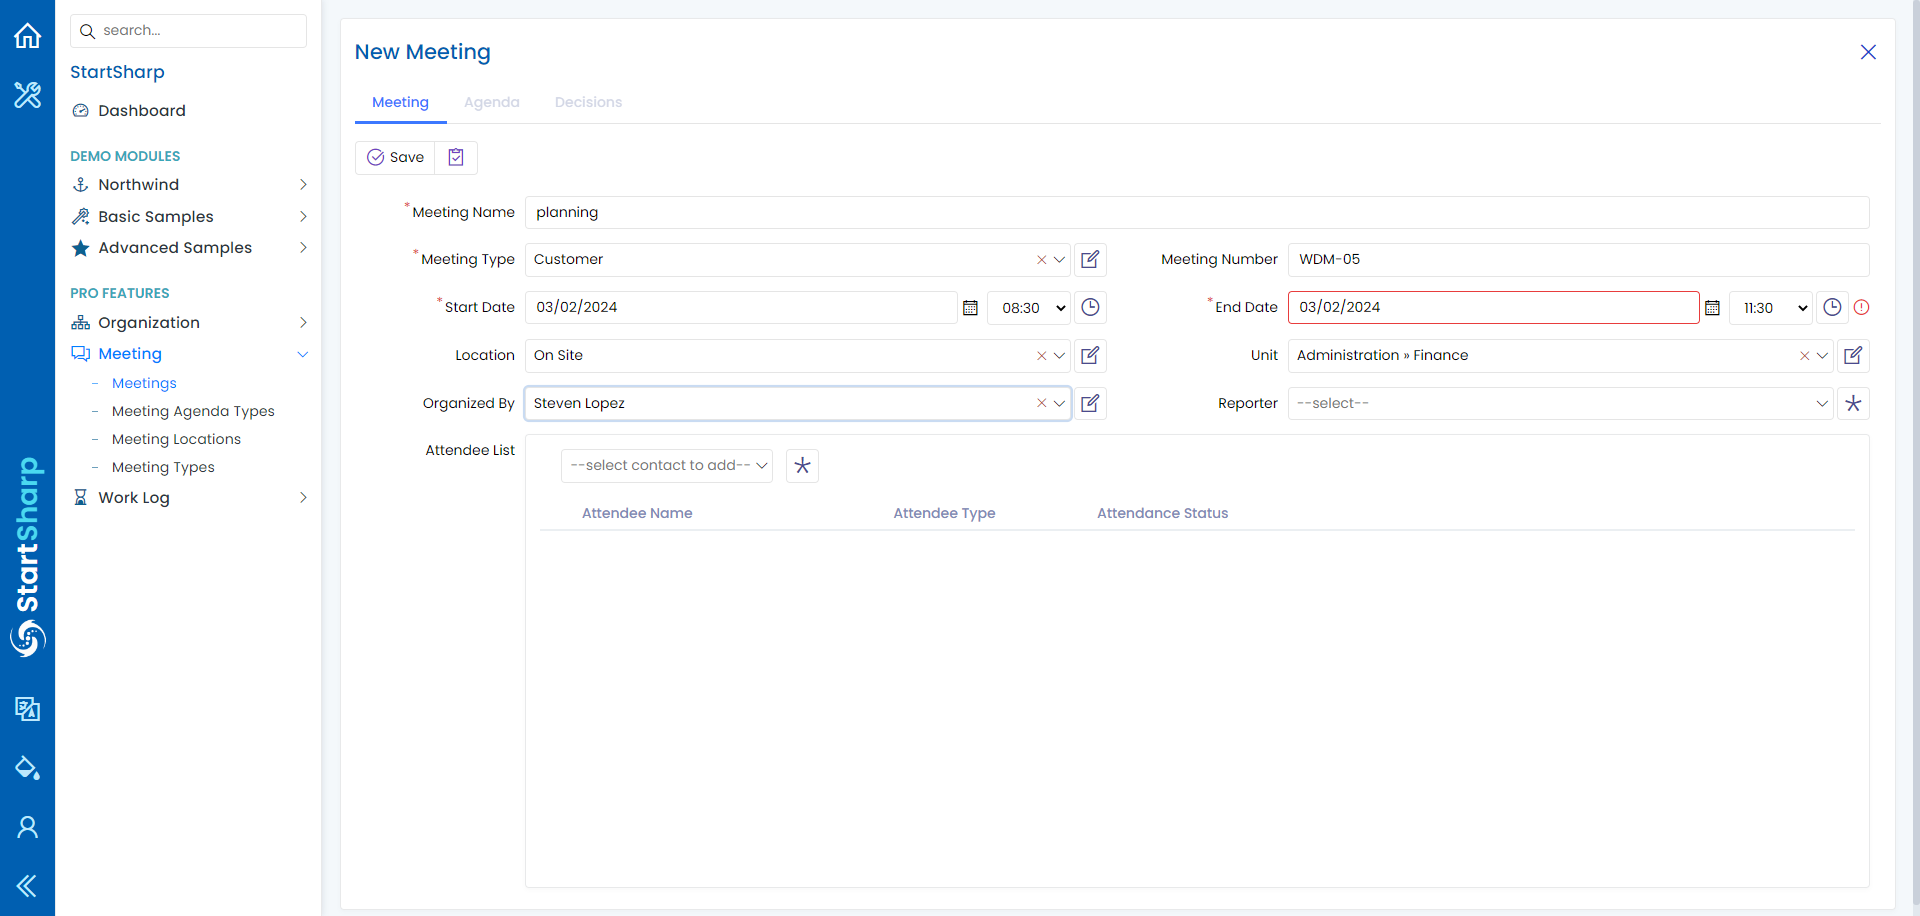 search...
StartSharp
Dashboard
DEMO MODULES
Northwind
Basic Samples
Advanced Samples
PRO FEATURES
Organization
Meeting
- Meetings
- Meeting Agenda Types
- Meeting Locations
- Meeting Types
Work Log
StartSharp
New Meeting
Meeting Agenda Decisions
Save
*Meeting Name planning
*Meeting Type Customer Meeting Number WDM-05
*Start Date 03/02/2024 08:30 *End Date 03/02/2024 11:30
Location On Site Unit Administration » Finance
Organized By Steven Lopez Reporter --select--
Attendee List
--select contact to add--
Attendee Name Attendee Type Attendance Status